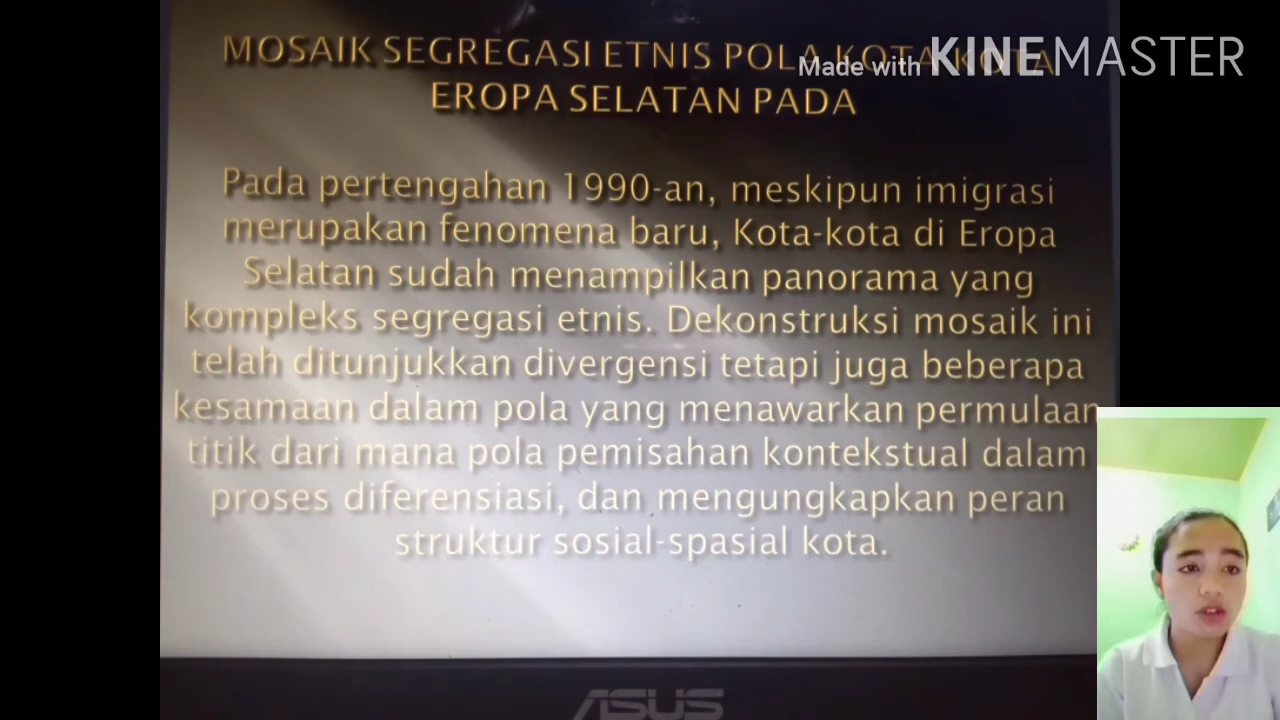 MOSAIK SEGREGASI ETNIS POLA KOTA-KOTA
Made with KINEMASTER
EROPA SELATAN PADA
Pada pertengahan 1990-an, meskipun imigrasi
merupakan fenomena baru, Kota-kota di Eropa
Selatan sudah menampilkan panorama yang
kompleks segregasi etnis. Dekonstruksi mosaik ini
telah ditunjukkan divergensi tetapi juga beberapa
kesamaan dalam pola yang menawarkan permulaan
titik dari mana pola pemisahan kontekstual dalam
proses diferensiasi, dan mengungkapkan peran
struktur sosial-spasial kota.
ASUS